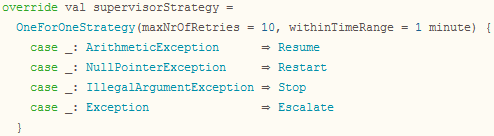 override val supervisorStrategy =
  OneForOneStrategy(maxNrOfRetries = 10, withinTimeRange = 1 minute) {
    case _: ArithmeticException      ⇒ Resume
    case _: NullPointerException     ⇒ Restart
    case _: IllegalArgumentException ⇒ Stop
    case _: Exception                ⇒ Escalate
  }